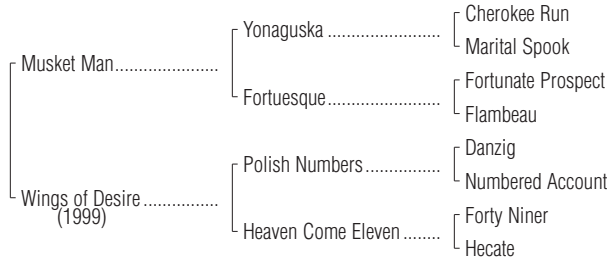 Cherokee Run
Yonaguska ......................
Marital Spook
Musket Man....................
Fortunate Prospect
Fortuesque......................
Flambeau
Danzig
Polish Numbers...............
Numbered Account
Wings of Desire ...............
(1999)
Forty Niner
Heaven Come Eleven ........
Hecate